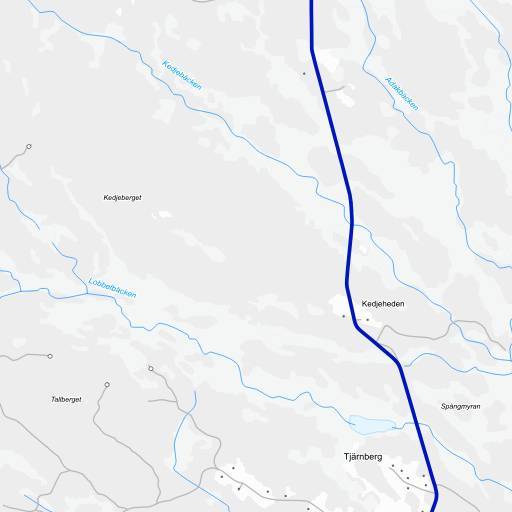 Kedjebäcken
Adakbäcken
Kedjeberget
Lobbelbäcken
Kedjeheden
Tallberget
Spångmyran
Tjärnberg